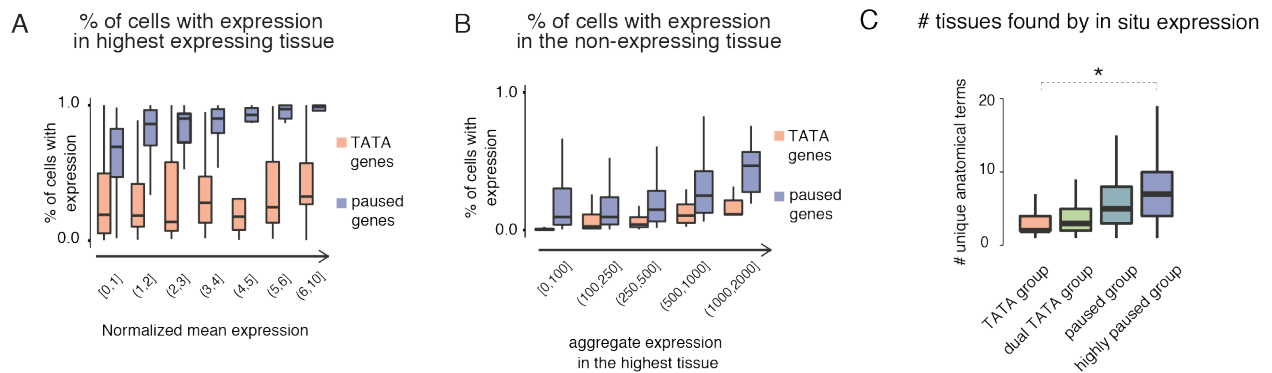 A
% of cells with expression
in highest expressing tissue
% of cells with
expression
1.0
0.0
[0,1]
(1,2]
(2,3]
(3,4]
(4,5]
(5,6]
(6,10]
Normalized mean expression
TATA
genes
paused
genes
B
% of cells with expression
in the non-expressing tissue
% of cells with
expression
1.0
0.0
[0,100]
(100,250]
(250,500]
(500,1000]
(1000,2000]
aggregate expression
in the highest tissue
TATA
genes
paused
genes
C
# tissues found by in situ expression
# unique anatomical terms
20
10
0
*
TATA group
dual TATA group
paused group
highly paused group